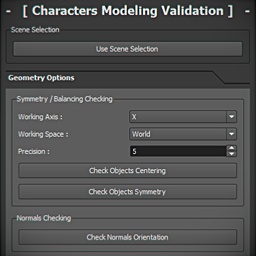 - [ Characters Modeling Validation ] -
Scene Selection
Use Scene Selection
Geometry Options
Symmetry / Balancing Checking
Working Axis : X
Working Space : World
Precision : 5
Check Objects Centering
Check Objects Symmetry
Normals Checking
Check Normals Orientation